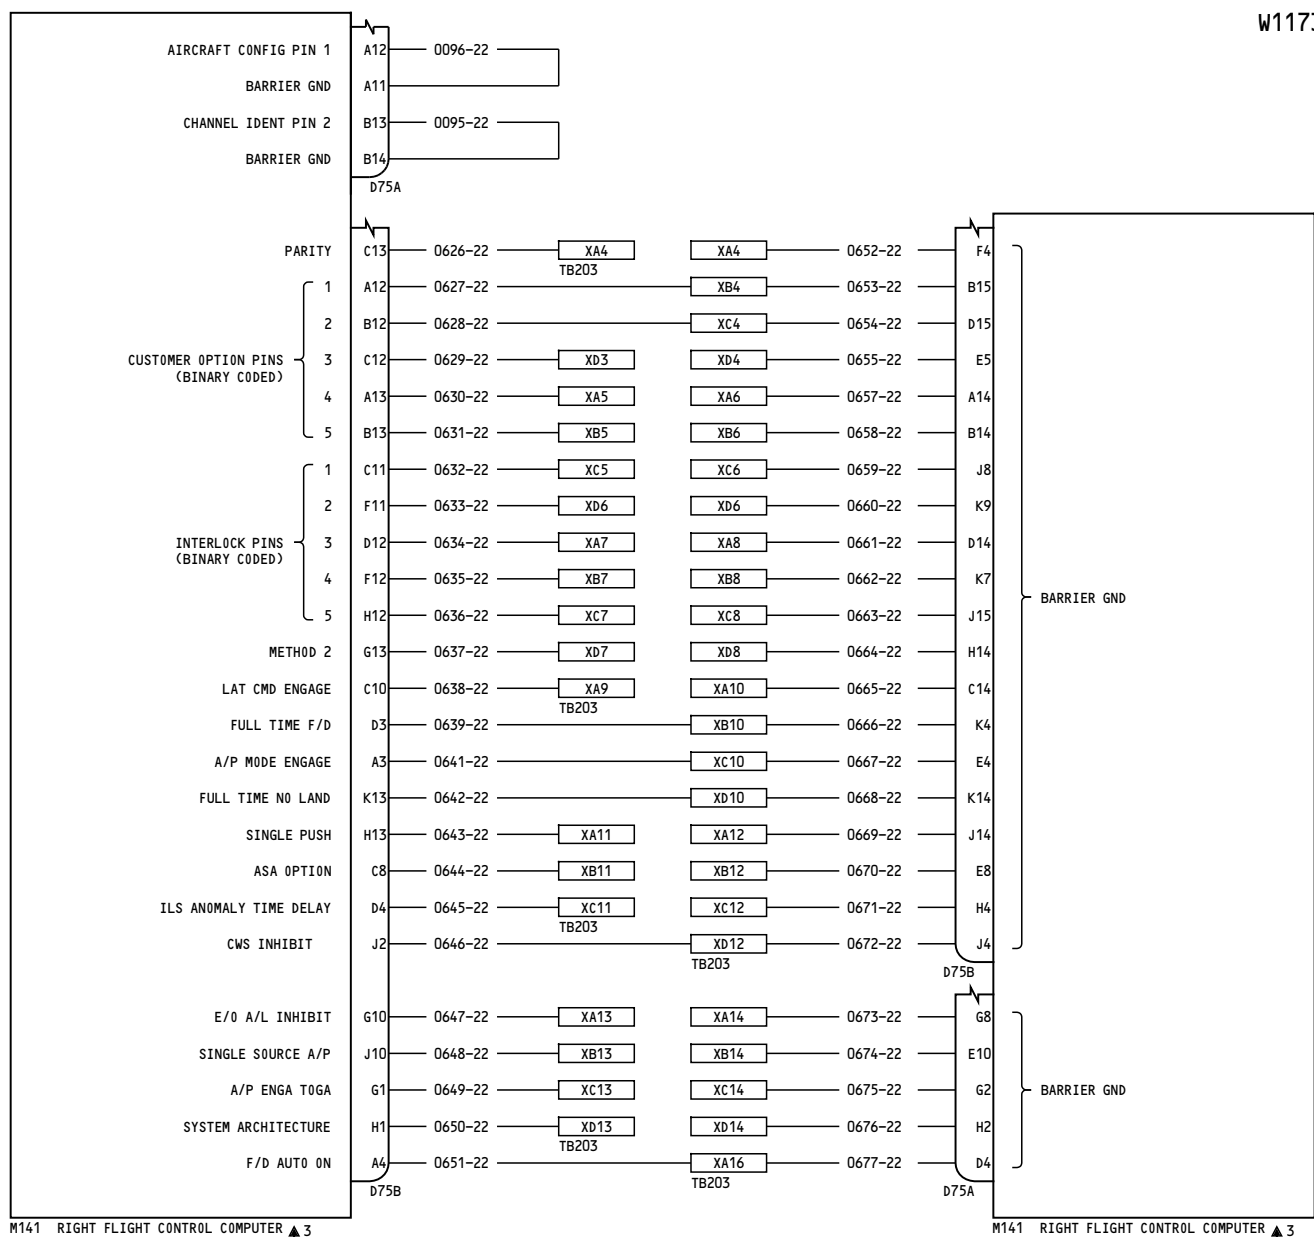 W1173
AIRCRAFT CONFIG PIN 1 A12 0096-22
BARRIER GND A11
CHANNEL IDENT PIN 2 B13 0095-22
BARRIER GND B14
D75A
PARITY C13 0626-22 XA4 XA4 0652-22 F4
TB203
1 A12 0627-22 XB4 0653-22 B15
2 B12 0628-22 XC4 0654-22 D15
CUSTOMER OPTION PINS 3 C12 0629-22 XD3 XD4 0655-22 E5
(BINARY CODED)
4 A13 0630-22 XA5 XA6 0657-22 A14
5 B13 0631-22 XB5 XB6 0658-22 B14
1 C11 0632-22 XC5 XC6 0659-22 J8
2 F11 0633-22 XD6 XD6 0660-22 K9
INTERLOCK PINS 3 D12 0634-22 XA7 XA8 0661-22 D14
(BINARY CODED)
4 F12 0635-22 XB7 XB8 0662-22 K7
BARRIER GND
5 H12 0636-22 XC7 XC8 0663-22 J15
METHOD 2 G13 0637-22 XD7 XD8 0664-22 H14
LAT CMD ENGAGE C10 0638-22 XA9 XA10 0665-22 C14
TB203
FULL TIME F/D D3 0639-22 XB10 0666-22 K4
A/P MODE ENGAGE A3 0641-22 XC10 0667-22 E4
FULL TIME NO LAND K13 0642-22 XD10 0668-22 K14
SINGLE PUSH H13 0643-22 XA11 XA12 0669-22 J14
ASA OPTION C8 0644-22 XB11 XB12 0670-22 E8
ILS ANOMALY TIME DELAY D4 0645-22 XC11 XC12 0671-22 H4
TB203
CWS INHIBIT J2 0646-22 XD12 0672-22 J4
TB203 D75B
E/O A/L INHIBIT G10 0647-22 XA13 XA14 0673-22 G8
SINGLE SOURCE A/P J10 0648-22 XB13 XB14 0674-22 E10
A/P ENGA TOGA G1 0649-22 XC13 XC14 0675-22 G2 BARRIER GND
SYSTEM ARCHITECTURE H1 0650-22 XD13 XD14 0676-22 H2
TB203
F/D AUTO ON A4 0651-22 XA16 0677-22 D4
D75B TB203 D75A
M141 RIGHT FLIGHT CONTROL COMPUTER ▲ 3 M141 RIGHT FLIGHT CONTROL COMPUTER ▲ 3